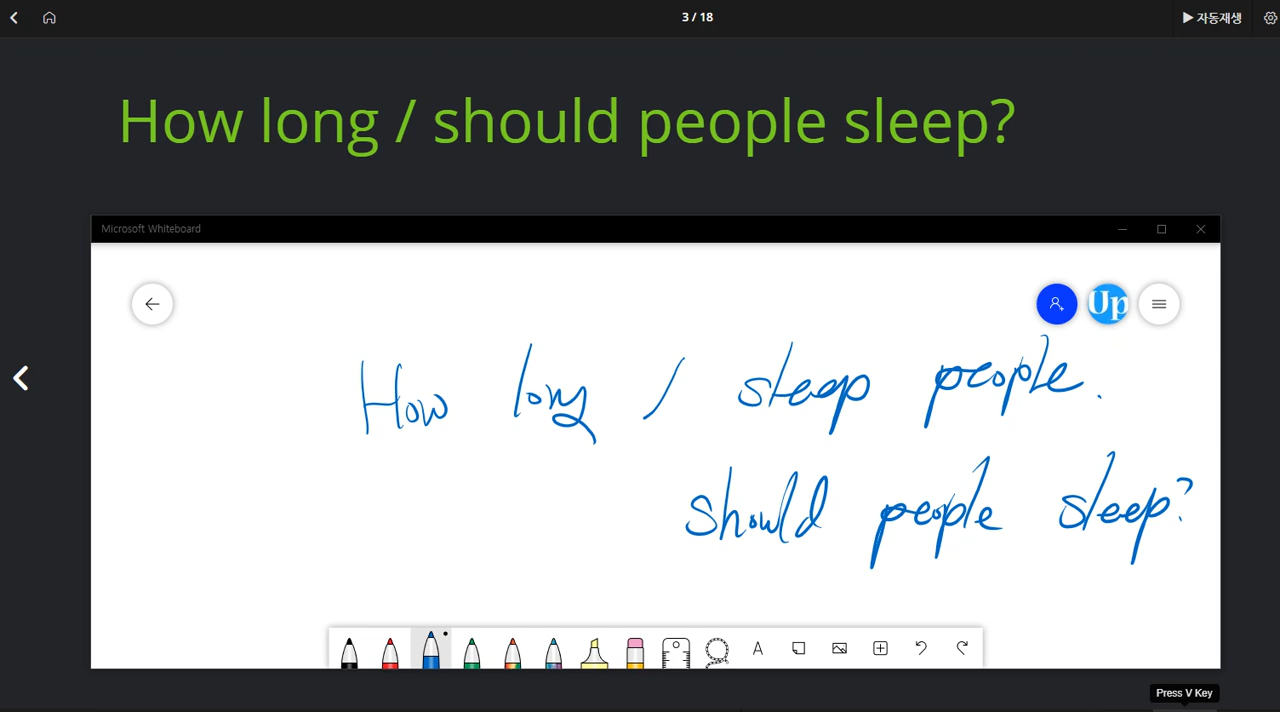 3 / 18
▶ 자동재생
How long / should people sleep?
Microsoft Whiteboard
Up
How long / sleep people.
should people sleep?
A
Press V Key